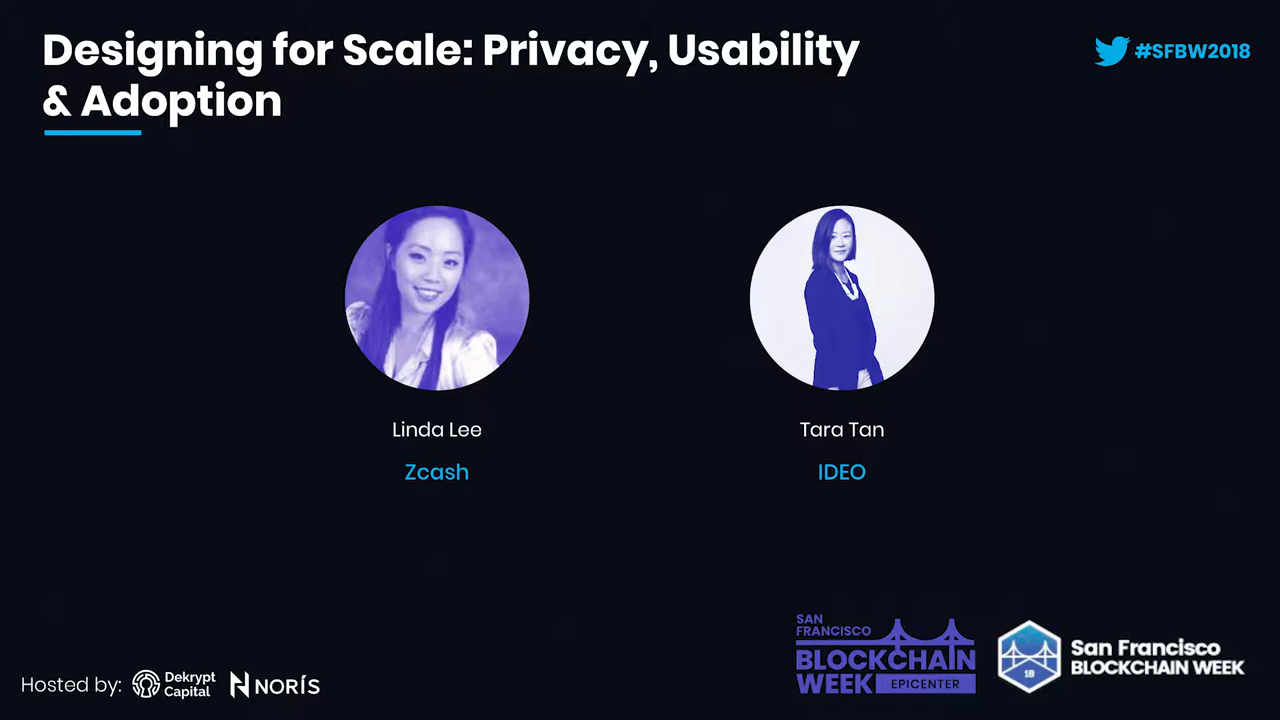 Designing for Scale: Privacy, Usability
& Adoption
#SFBW2018
Linda Lee
Zcash
Tara Tan
IDEO
Hosted by:
Dekrypt
Capital
NORÍS
SAN
FRANCISCO
BLOCKCHAIN
WEEK EPICENTER
18
San Francisco
BLOCKCHAIN WEEK